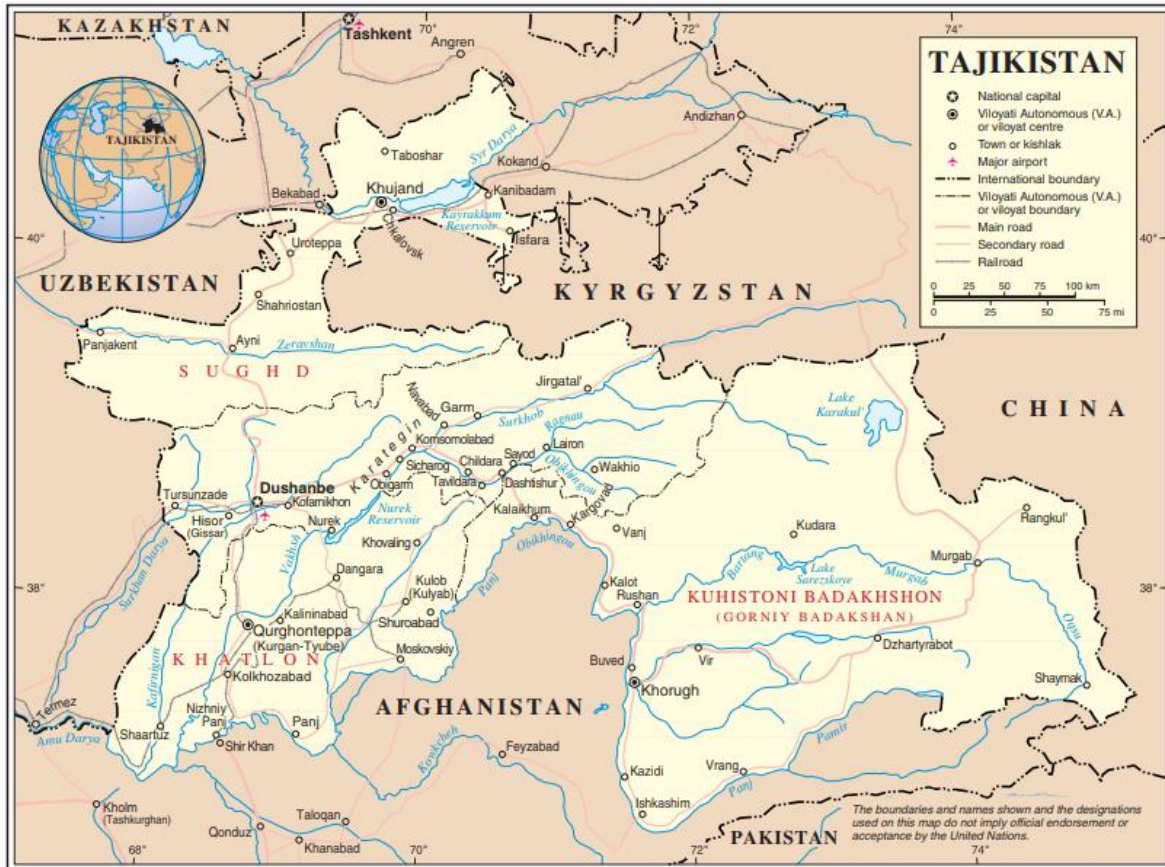 KAZAKHSTAN
70°
72°
74°
Tashkent
Angren
TAJIKISTAN
Andizhan
Taboshar
Syr Darya
Kokand
Bekabad
Khujand
Kanibadam
Chkalovsk
Kayrakkum
Reservoir
Isfara
40°
40°
Uroteppa
UZBEKISTAN
KYRGYZSTAN
Shahriostan
Panjakent
Ayni
Zeravshan
SUGHD
TAJIKISTAN
National capital
Viloyati Autonomous (V.A.)
or viloyat centre
Town or kishlak
Major airport
International boundary
Viloyati Autonomous (V.A.)
or viloyat boundary
Main road
Secondary road
Railroad
0 25 50 75 100 km
0 25 50 75 mi
Jirgatal'
Navabad
Garm
Surkhob
Ragnau
Lake
Karakul'
CHINA
Karategin
Komsomolabad
Lairon
Sayod
Childara
Sicharog
Obikhingou
Wakhio
Obigarm
Tavildara
Dashtishur
Tursunzade
Dushanbe
Kofarnikhon
Hisor
(Gissar)
Nurek
Nurek
Reservoir
Kalaikhum
Kargovad
Vanj
Rangkul'
Khovaling
Obikhingou
Kudara
Surkhan Darya
Vakhsh
Dangara
Panj
Bartang
Lake
Sarezskoye
Murgab
Murgab
38°
38°
Kulob
(Kulyab)
Kalot
Rushan
KUHISTONI BADAKHSHON
(GORNIY BADAKSHAN)
Oqsu
Kalininabad
Shuroabad
Qurghonteppa
(Kurgan-Tyube)
Moskovskiy
Dzhartyrabot
KHATLON
Buved
Vir
Kafirnigan
Kolkhozabad
Khorugh
Shaymak
Termez
Nizhniy
Panj
Panj
AFGHANISTAN
Amu Darya
Shaartuz
Shir Khan
Kowkcheh
Feyzabad
Pamir
Vrang
Kazidi
Panj
Kholm
(Tashkurghan)
Taloqan
Ishkashim
Qonduz
Khanabad
PAKISTAN
The boundaries and names shown and the designations
used on this map do not imply official endorsement or
acceptance by the United Nations.
68°
70°
72°
74°